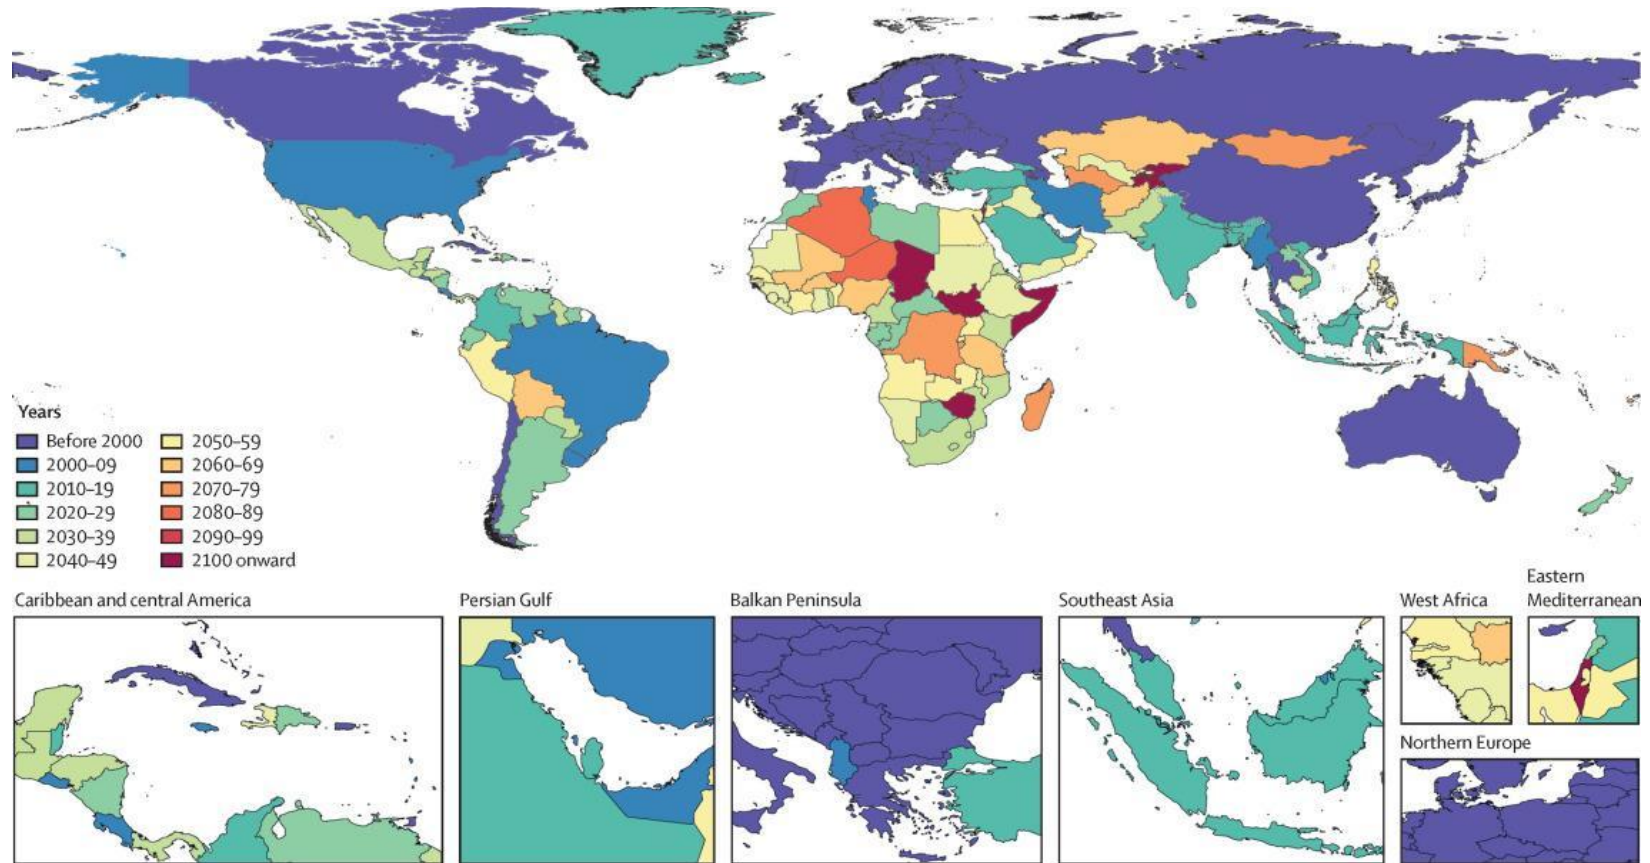 Years
Before 2000
2000–09
2010–19
2020–29
2030–39
2040–49
2050–59
2060–69
2070–79
2080–89
2090–99
2100 onward
Caribbean and central America
Persian Gulf
Balkan Peninsula
Southeast Asia
West Africa
Eastern
Mediterranean
Northern Europe